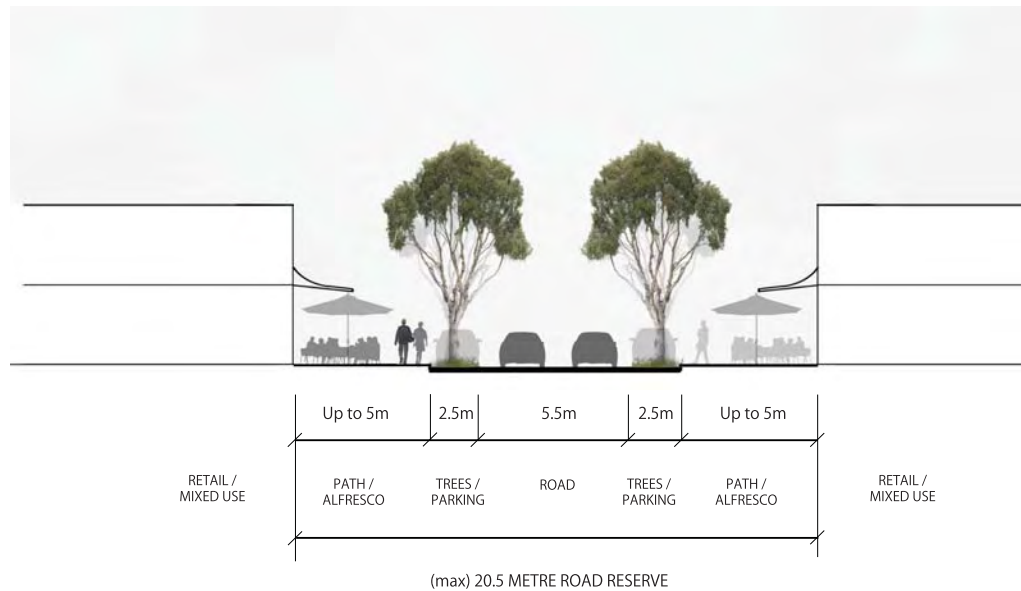 Up to 5m
2.5m
5.5m
2.5m
Up to 5m
RETAIL /
MIXED USE
PATH /
ALFRESCO
TREES /
PARKING
ROAD
TREES /
PARKING
PATH /
ALFRESCO
RETAIL /
MIXED USE
(max) 20.5 METRE ROAD RESERVE